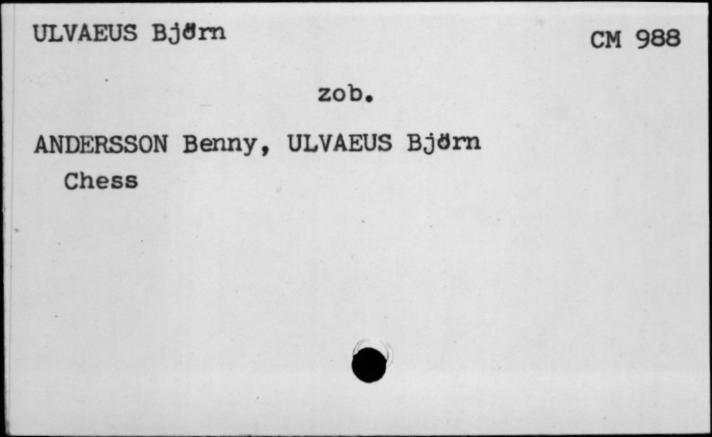 ULVAEUS Björn
CM 988
zob.
ANDERSSON Benny, ULVAEUS Björn
Chess